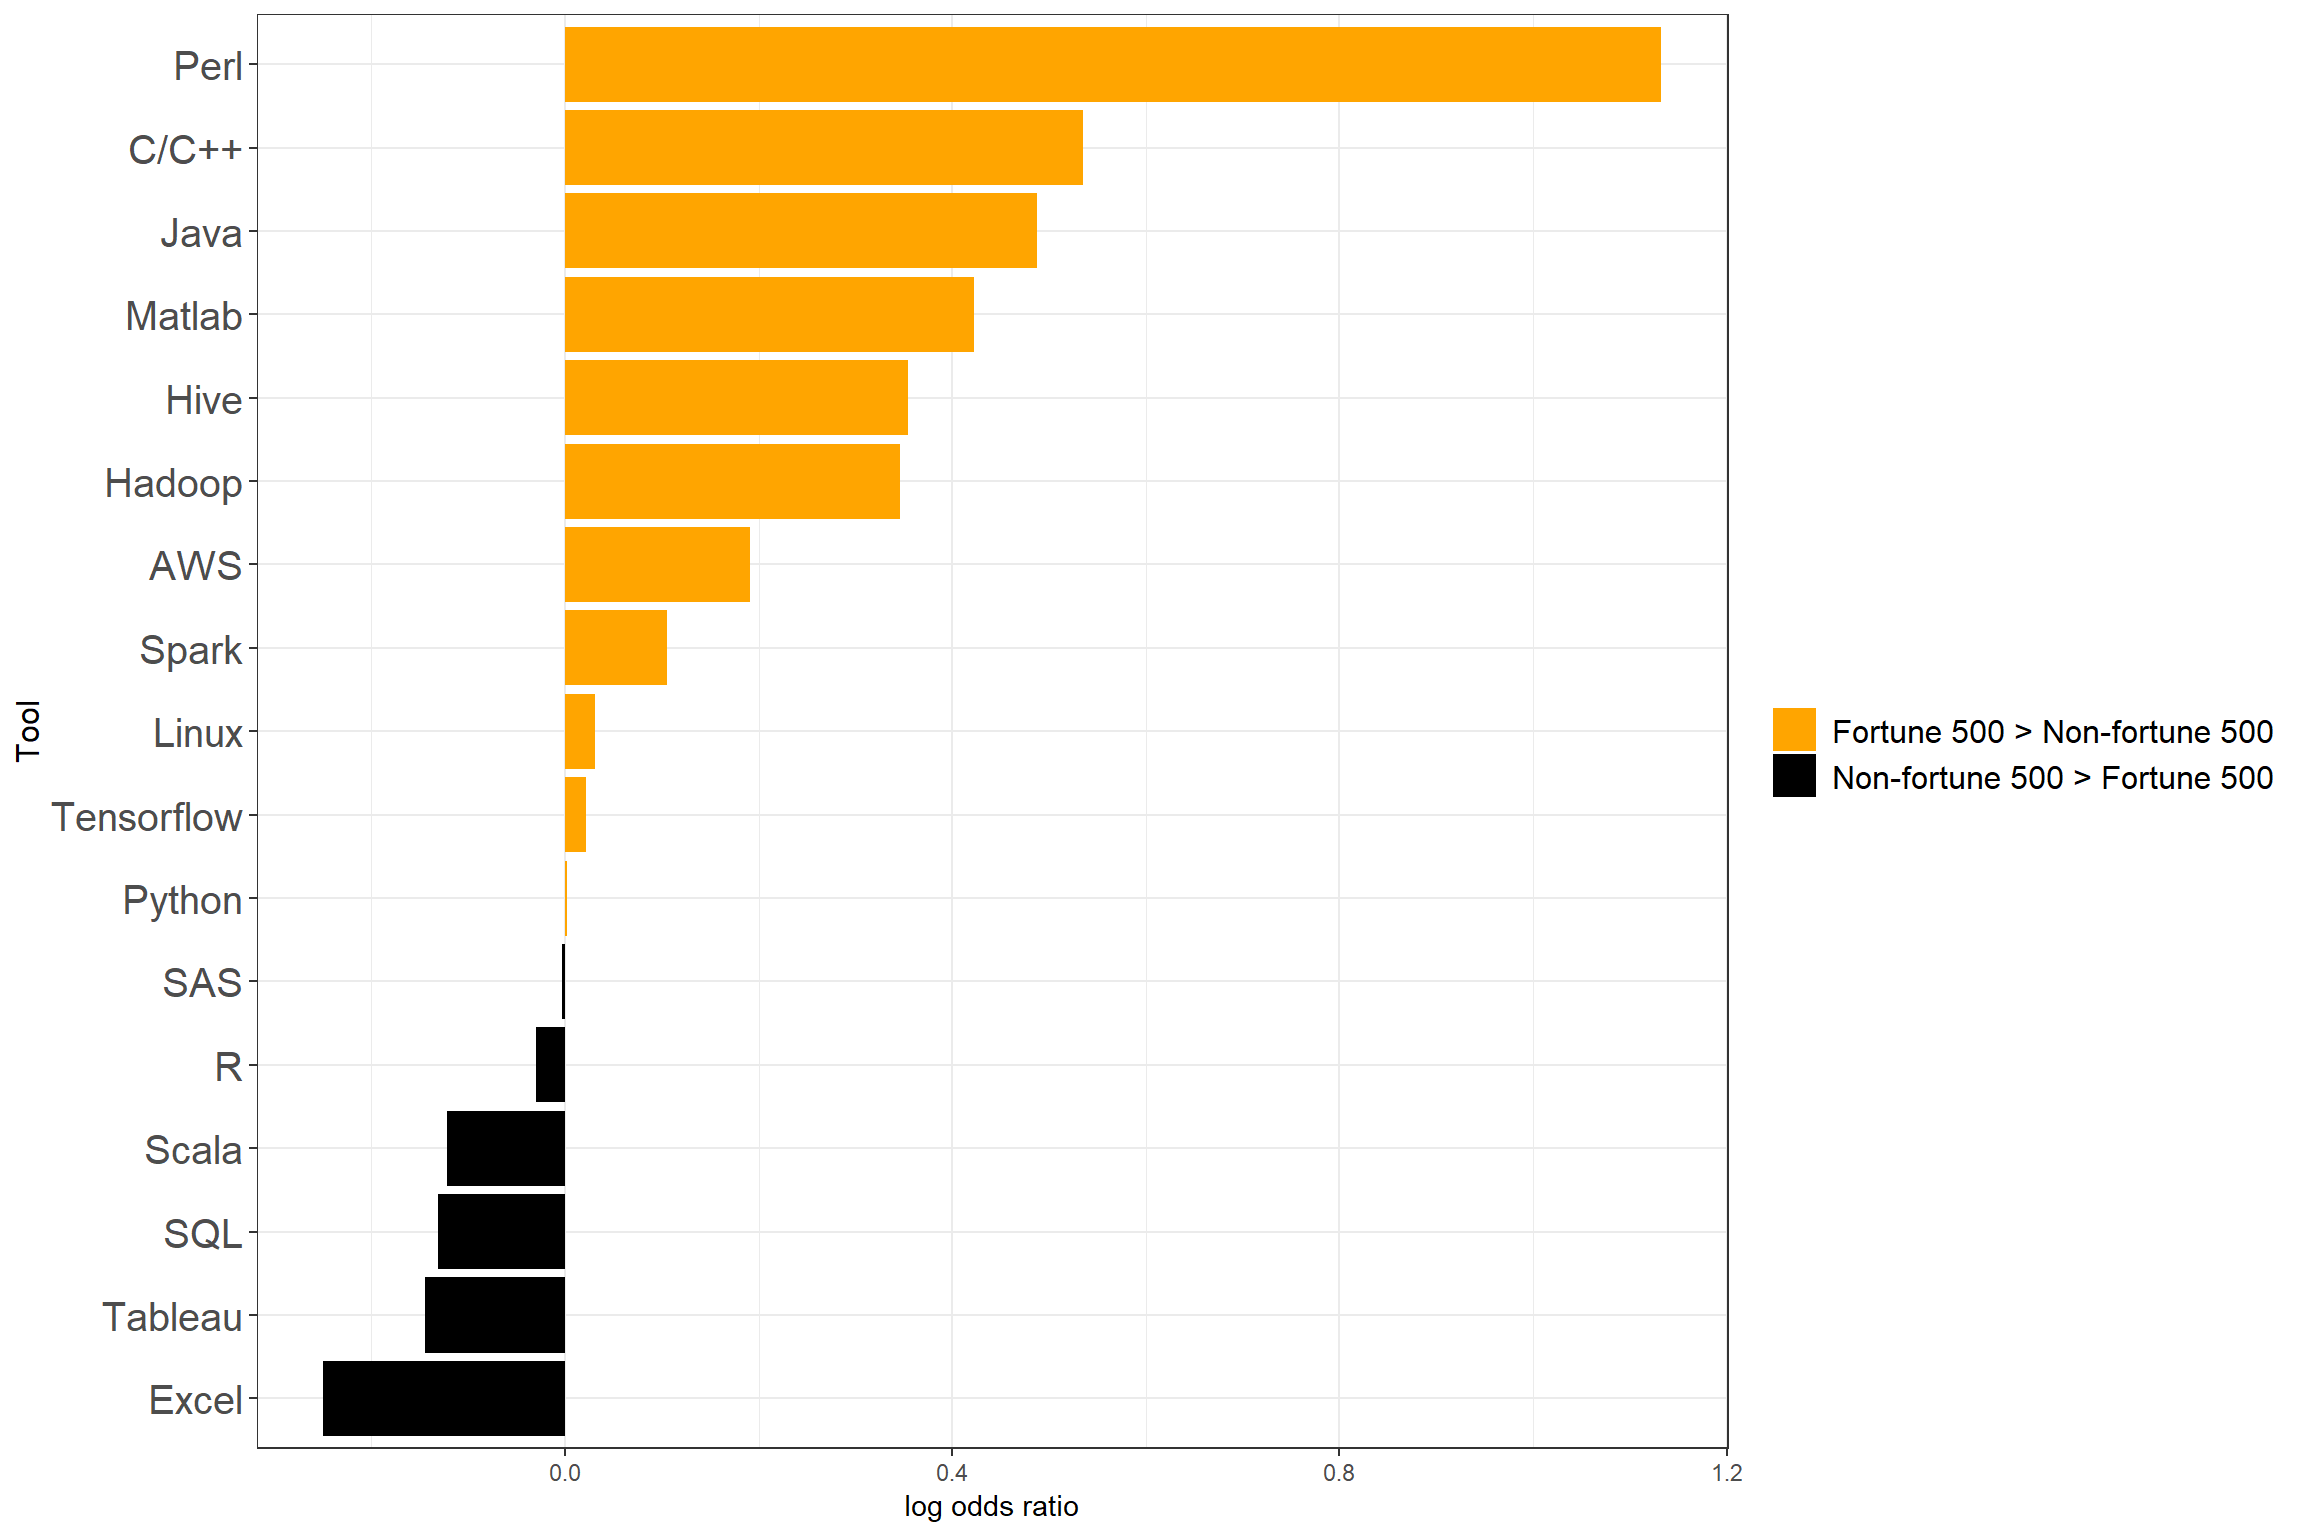 Perl
C/C++
Java
Matlab
Hive
Hadoop
AWS
Spark
Linux
Tensorflow
Python
SAS
R
Scala
SQL
Tableau
Excel
Tool
0.0 0.4 0.8 1.2
log odds ratio
Fortune 500 > Non-fortune 500
Non-fortune 500 > Fortune 500